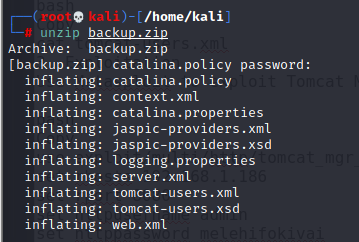 (root💀kali)-[/home/kali]
# unzip backup.zip
Archive:  backup.zip
[backup.zip] catalina.policy password:
  inflating: catalina.policy
  inflating: context.xml
  inflating: catalina.properties
  inflating: jaspic-providers.xml
  inflating: jaspic-providers.xsd
  inflating: logging.properties
  inflating: server.xml
  inflating: tomcat-users.xml
  inflating: tomcat-users.xsd
  inflating: web.xml